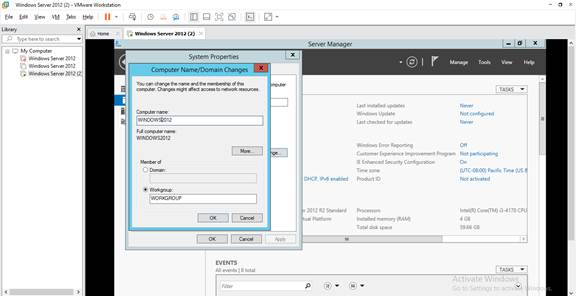 Windows Server 2012 (2) - VMware Workstation
File Edit View VM Tabs Help
Library
Type here to search
My Computer
Windows Server 2012
Windows Server 2012
Windows Server 2012 (2)
Home
Windows Server 2012 (2)
Server Manager
Manage Tools View Help
System Properties
Computer Name/Domain Changes
You can change the name and the membership of this
computer. Changes might affect access to network resources.
Computer name:
WINDOWS2012
Full computer name:
WINDOWS2012
More...
Member of
Domain:
Workgroup:
WORKGROUP
OK Cancel
OK Cancel Apply
TASKS
Last installed updates Never
Windows Update Not configured
Last checked for updates Never
Windows Error Reporting Off
Customer Experience Improvement Program Not participating
IE Enhanced Security Configuration On
Time zone (UTC-08:00) Pacific Time (US &
DHCP, IPv6 enabled Product ID Not activated
2012 R2 Standard Processors Intel(R) Core(TM) i3-4170 CPU
Installed memory (RAM) 4 GB
Total disk space 59.66 GB
EVENTS
All events | 8 total
TASKS
Filter
Activate Windows
Go to Settings to activate Windows.